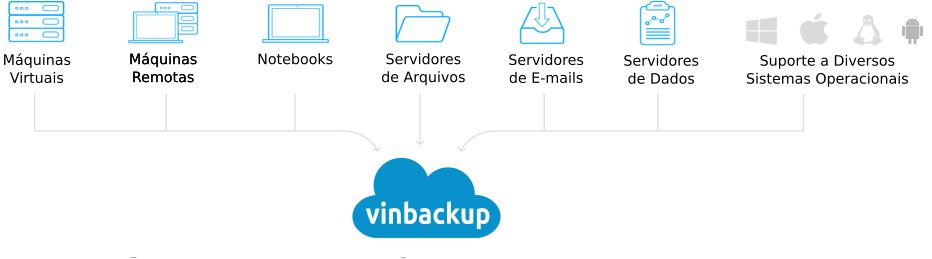 Máquinas
Virtuais
Máquinas
Remotas
Notebooks
Servidores
de Arquivos
Servidores
de E-mails
Servidores
de Dados
Suporte a Diversos
Sistemas Operacionais
vinbackup